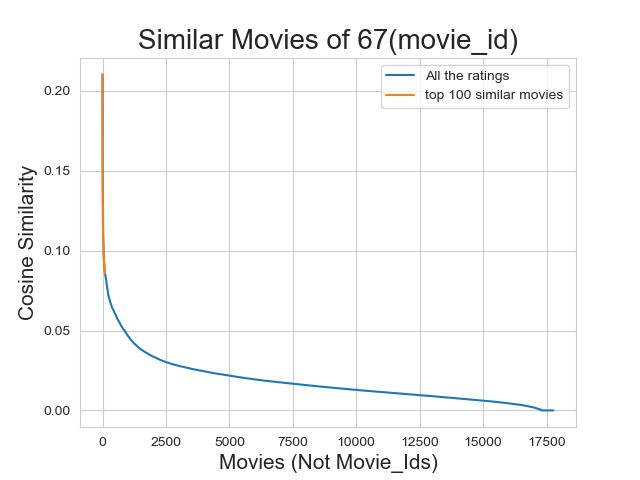 Similar Movies of 67(movie_id)
All the ratings
top 100 similar movies
Cosine Similarity
0.20
0.15
0.10
0.05
0.00
0 2500 5000 7500 10000 12500 15000 17500
Movies (Not Movie_Ids)